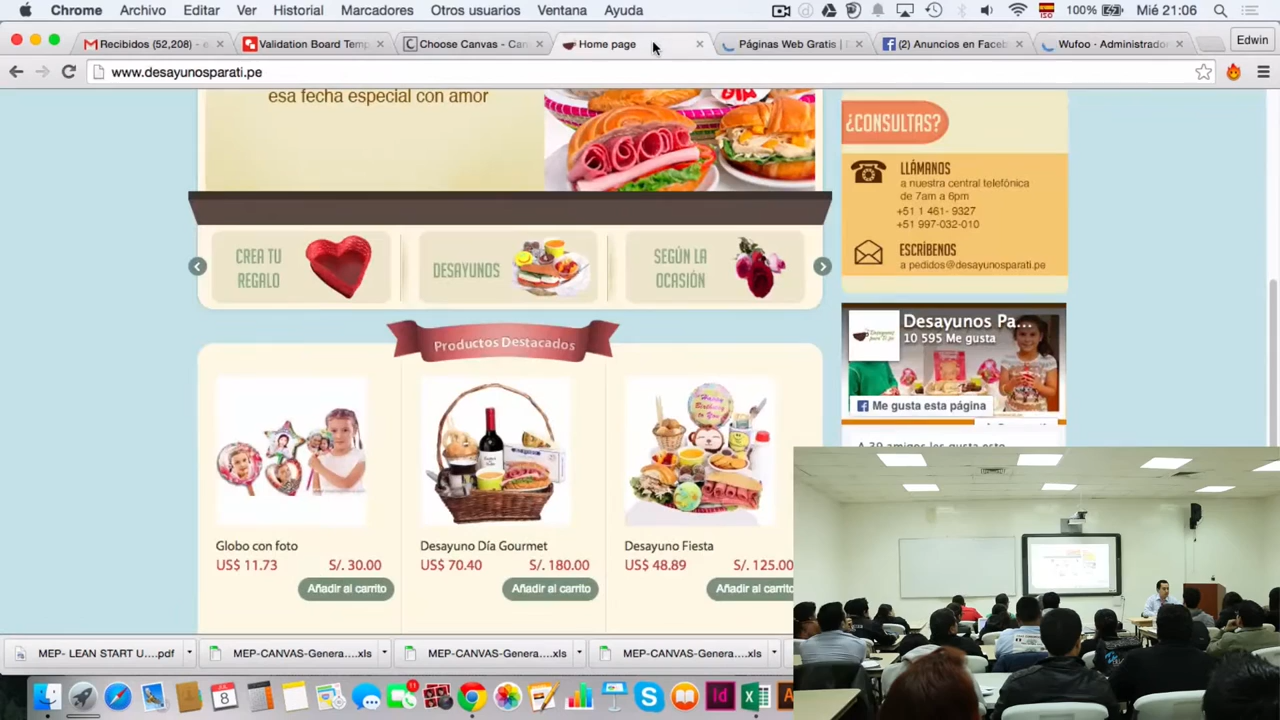 Chrome Archivo Editar Ver Historial Marcadores Otros usuarios Ventana Ayuda ISO 100% Mié 21:06
Recibidos (52,208) - e Validation Board Temp Choose Canvas - Can Home page Páginas Web Gratis | D (2) Anuncios en Faceb Wufoo · Administrador Edwin
www.desayunosparati.pe
esa fecha especial con amor
CREA TU
REGALO
DESAYUNOS
SEGÚN LA
OCASIÓN
Productos Destacados
Globo con foto
US$ 11.73 S/. 30.00
Añadir al carrito
Desayuno Día Gourmet
US$ 70.40 S/. 180.00
Añadir al carrito
Desayuno Fiesta
US$ 48.89 S/. 125.00
Añadir al carrito
¿CONSULTAS?
LLÁMANOS
a nuestra central telefónica
de 7am a 6pm
+51 1 461- 9327
+51 997-032-010
ESCRÍBENOS
a pedidos@desayunosparati.pe
Desayunos Pa...
10 595 Me gusta
Me gusta esta página
MEP- LEAN START U....pdf MEP-CANVAS-Genera....xls MEP-CANVAS-Genera....xls MEP-CANVAS-Genera....xls
8 11 Id